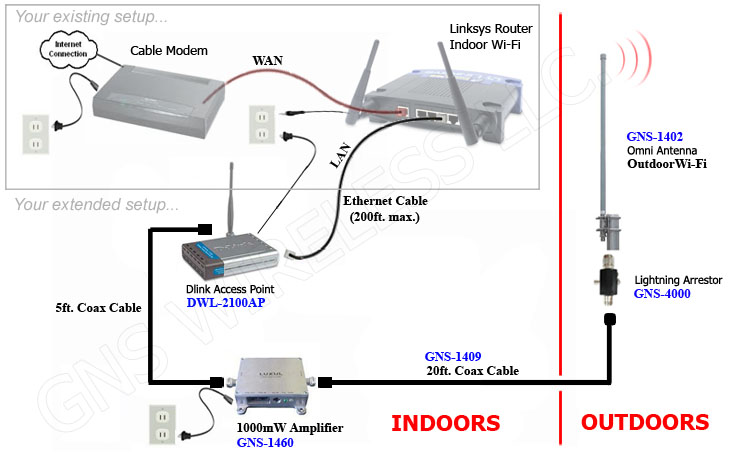 Your existing setup...
Internet
Connection
Cable Modem
WAN
Linksys Router
Indoor Wi-Fi
LAN
Ethernet Cable
(200ft. max.)
Your extended setup...
Dlink Access Point
DWL-2100AP
5ft. Coax Cable
LUXUL
1000mW Amplifier
GNS-1460
GNS-1409
20ft. Coax Cable
INDOORS
OUTDOORS
GNS-1402
Omni Antenna
OutdoorWi-Fi
Lightning Arrestor
GNS-4000
GNS WIRELESS LLC.